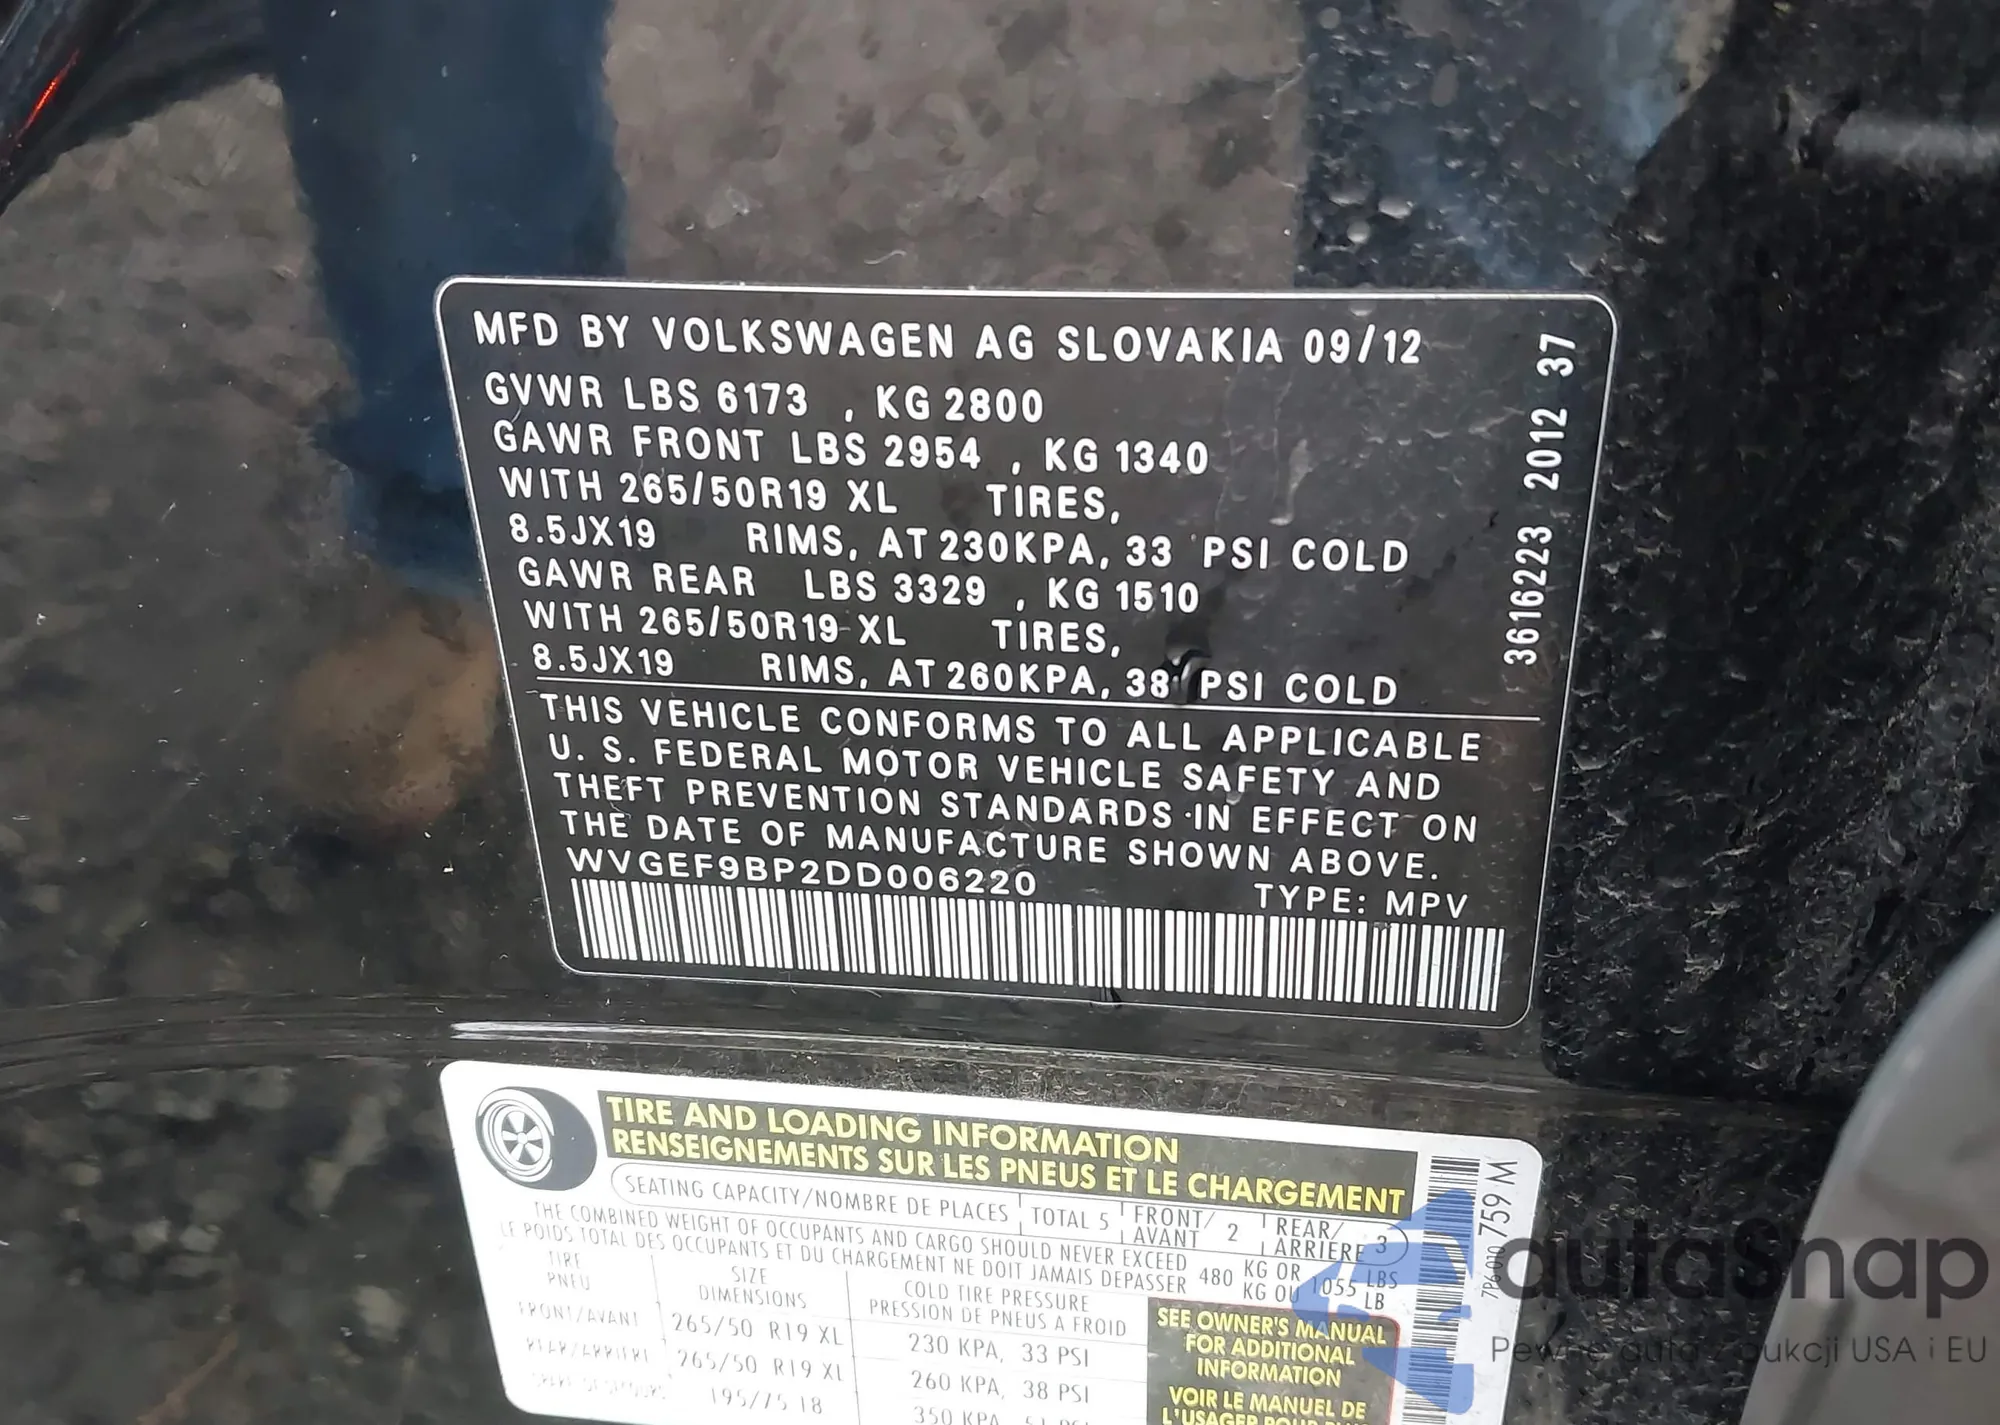 MFD BY VOLKSWAGEN AG SLOVAKIA 09/12
GVWR LBS 6173 , KG 2800
GAWR FRONT LBS 2954 , KG 1340
WITH 265/50R19 XL TIRES,
8.5JX19 RIMS, AT 230KPA, 33 PSI COLD
GAWR REAR LBS 3329 , KG 1510
WITH 265/50R19 XL TIRES,
8.5JX19 RIMS, AT 260KPA, 38 PSI COLD
THIS VEHICLE CONFORMS TO ALL APPLICABLE
U. S. FEDERAL MOTOR VEHICLE SAFETY AND
THEFT PREVENTION STANDARDS IN EFFECT ON
THE DATE OF MANUFACTURE SHOWN ABOVE.
WVGEF9BP2DD006220 TYPE: MPV
3616223 2012 37
TIRE AND LOADING INFORMATION
RENSEIGNEMENTS SUR LES PNEUS ET LE CHARGEMENT
SEATING CAPACITY/NOMBRE DE PLACES TOTAL 5 FRONT/ AVANT 2 REAR/ ARRIERE 3
THE COMBINED WEIGHT OF OCCUPANTS AND CARGO SHOULD NEVER EXCEED 480 KG OR 1055 LBS
LE POIDS TOTAL DES OCCUPANTS ET DU CHARGEMENT NE DOIT JAMAIS DEPASSER KG OU LB
TIRE SIZE COLD TIRE PRESSURE
PNEU DIMENSIONS PRESSION DE PNEUS A FROID
FRONT/AVANT 265/50 R19 XL 230 KPA, 33 PSI
REAR/ARRIERE 265/50 R19 XL 260 KPA, 38 PSI
195/75 18 350 KPA
SEE OWNER'S MANUAL
FOR ADDITIONAL
INFORMATION
VOIR LE MANUEL DE
L'USAGER
759 M
autaSnap
Pewne auta z aukcji USA i EU